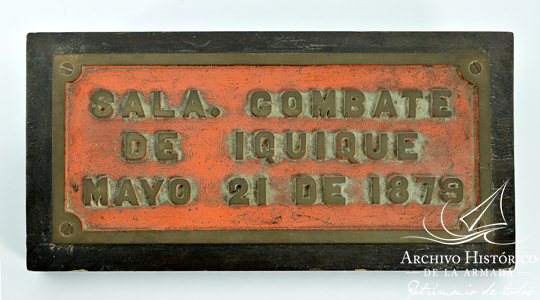 SALA. COMBATE
DE IQUIQUE
MAYO 21 DE 1879
ARCHIVO HISTÓRICO
DE LA ARMADA
Patrimonio de todos